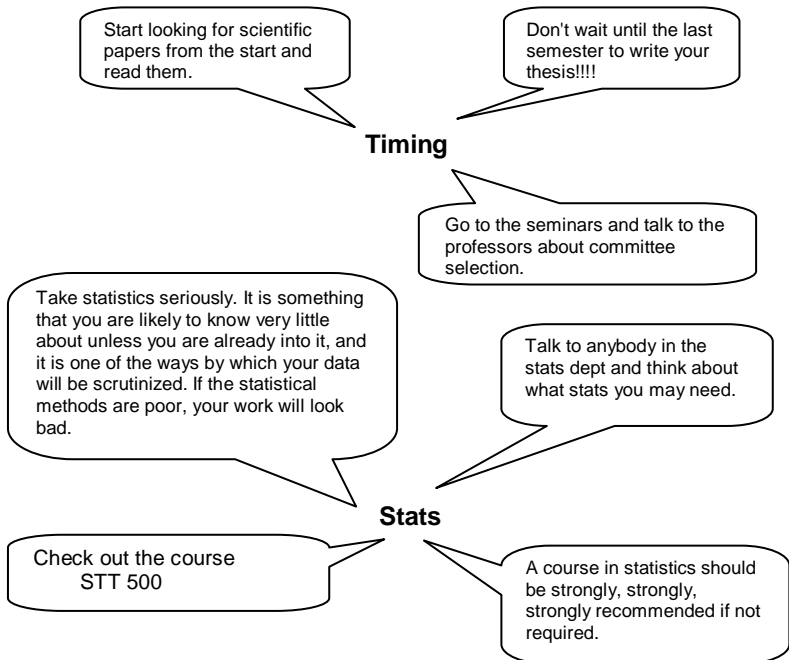 Start looking for scientific
papers from the start and
read them.
Don't wait until the last
semester to write your
thesis!!!!
Timing
Go to the seminars and talk to the
professors about committee
selection.
Take statistics seriously. It is something
that you are likely to know very little
about unless you are already into it, and
it is one of the ways by which your data
will be scrutinized. If the statistical
methods are poor, your work will look
bad.
Talk to anybody in the
stats dept and think about
what stats you may need.
Stats
Check out the course
STT 500
A course in statistics should
be strongly, strongly,
strongly recommended if not
required.